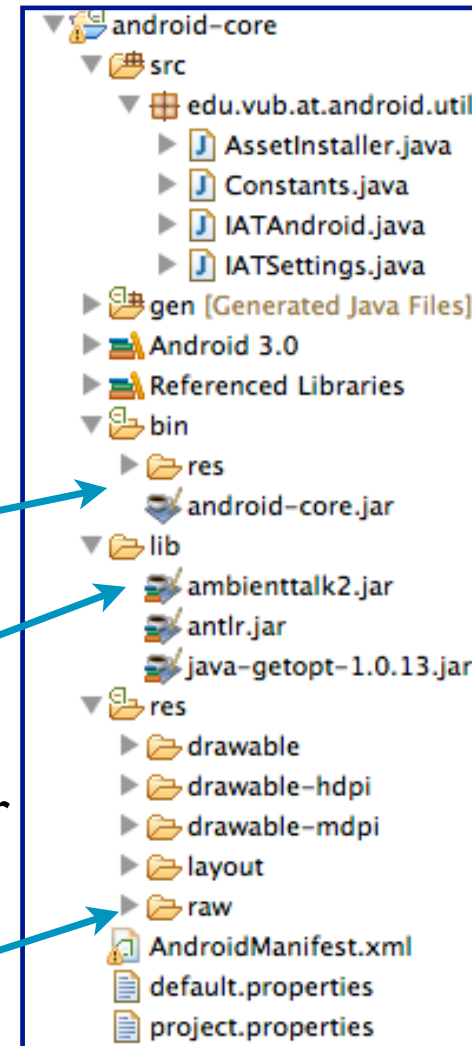 android-core
src
edu.vub.at.android.util
AssetInstaller.java
Constants.java
IATAndroid.java
IATSettings.java
gen [Generated Java Files]
Android 3.0
Referenced Libraries
bin
res
android-core.jar
lib
ambienttalk2.jar
antlr.jar
java-getopt-1.0.13.jar
res
drawable
drawable-hdpi
drawable-mdpi
layout
raw
AndroidManifest.xml
default.properties
project.properties